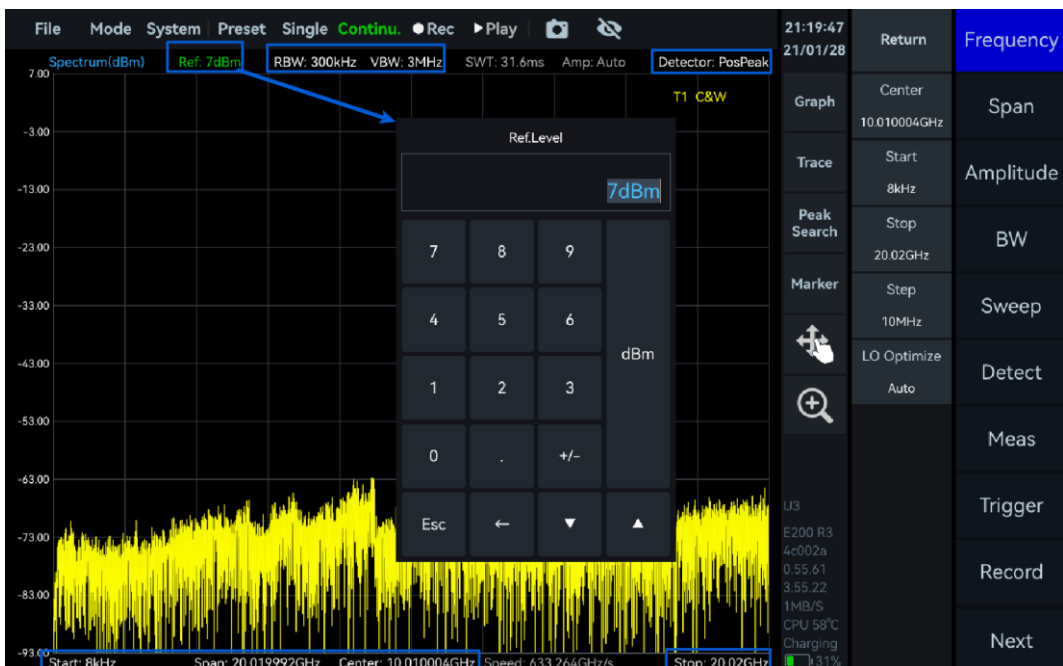 File Mode System Preset Single Continu. Rec Play
Spectrum(dBm) Ref: 7dBm RBW: 300kHz VBW: 3MHz SWT: 31.6ms Amp: Auto Detector: PosPeak
7.00
-3.00
-13.00
-23.00
-33.00
-43.00
-53.00
-63.00
-73.00
-83.00
-93.00
T1 C&W
Ref.Level
7dBm
7 8 9
4 5 6
dBm
1 2 3
0 . +/-
Esc ← ▼ ▲
Start: 8kHz Span: 20.019992GHz Center: 10.010004GHz Speed: 633.264GHz/s Stop: 20.02GHz
21:19:47
21/01/28
Graph
Trace
Peak
Search
Marker
U3
E200 R3
4c002a
0.55.61
3.55.22
1MB/S
CPU 58°C
Charging
31%
Return
Center
10.010004GHz
Start
8kHz
Stop
20.02GHz
Step
10MHz
LO Optimize
Auto
Frequency
Span
Amplitude
BW
Sweep
Detect
Meas
Trigger
Record
Next